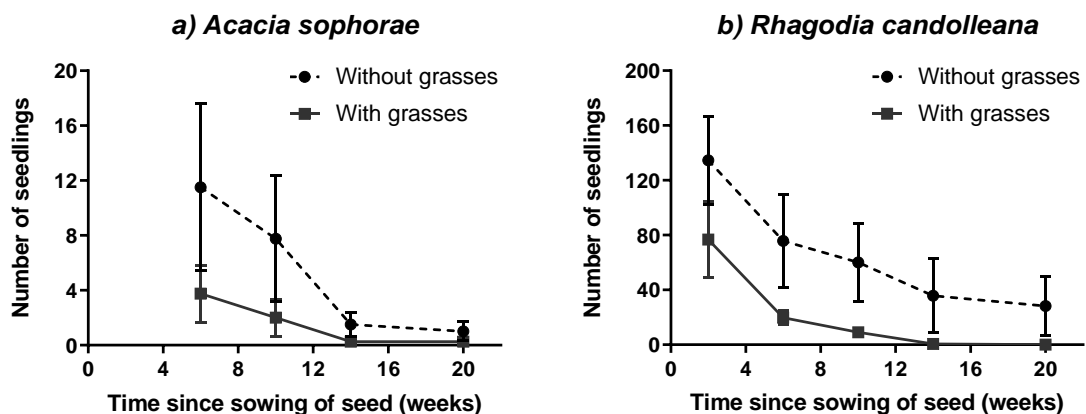 a) Acacia sophorae
Without grasses
With grasses
Number of seedlings
20
16
12
8
4
0
0 4 8 12 16 20
Time since sowing of seed (weeks)
b) Rhagodia candolleana
Without grasses
With grasses
Number of seedlings
200
160
120
80
40
0
0 4 8 12 16 20
Time since sowing of seed (weeks)